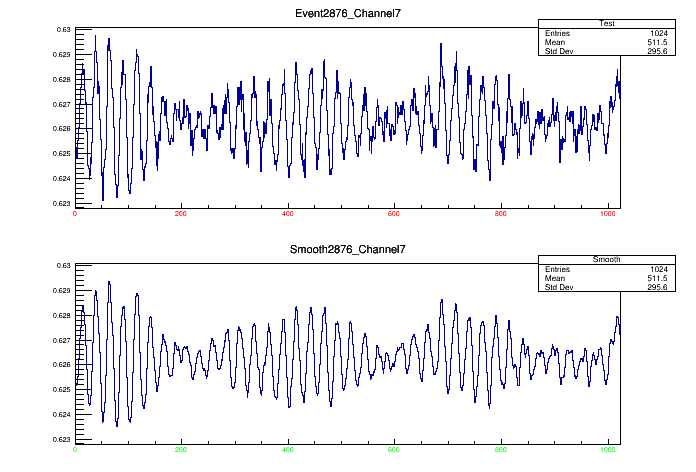 Event2876_Channel7
Test
Entries 1024
Mean 511.5
Std Dev 295.6
0.63
0.629
0.628
0.627
0.626
0.625
0.624
0.623
0 200 400 600 800 1000
Smooth2876_Channel7
Smooth
Entries 1024
Mean 511.5
Std Dev 295.6
0.63
0.629
0.628
0.627
0.626
0.625
0.624
0.623
0 200 400 600 800 1000